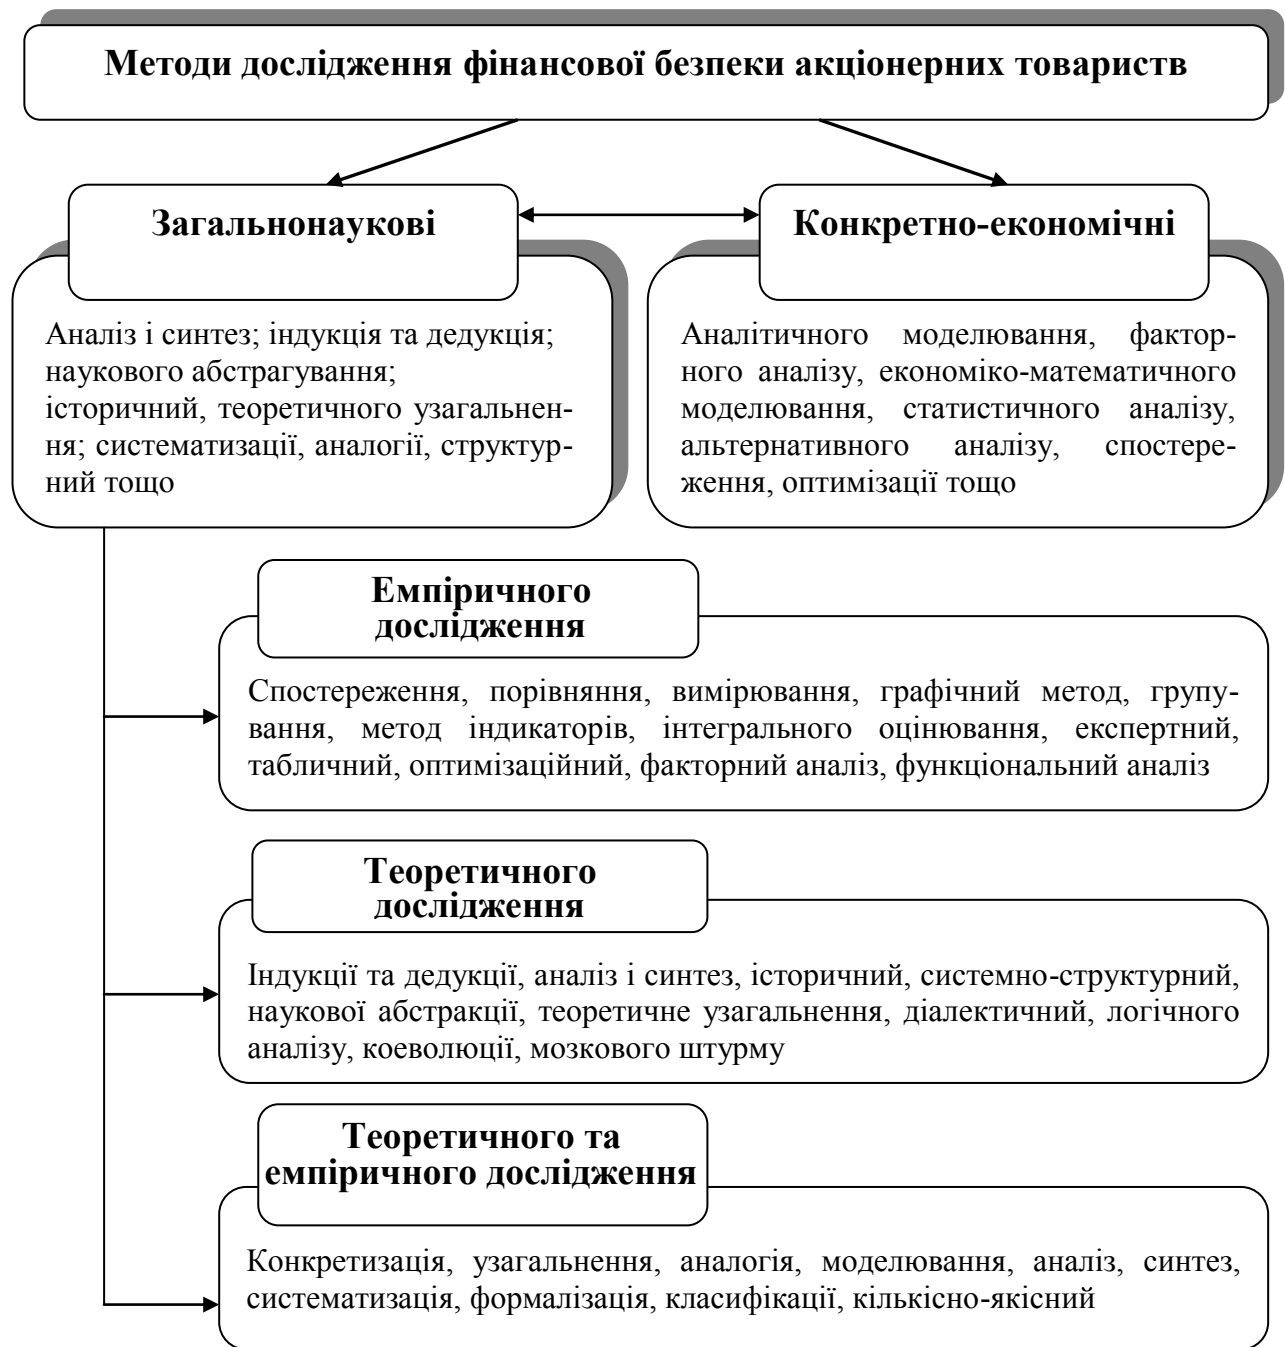 Методи дослідження фінансової безпеки акціонерних товариств
Загальнонаукові
Аналіз і синтез; індукція та дедукція;
наукового абстрагування;
історичний, теоретичного узагальнен-
ня; систематизації, аналогії, структур-
ний тощо
Конкретно-економічні
Аналітичного моделювання, фактор-
ного аналізу, економіко-математичного
моделювання, статистичного аналізу,
альтернативного аналізу, спостере-
ження, оптимізації тощо
Емпіричного
дослідження
Спостереження, порівняння, вимірювання, графічний метод, групу-
вання, метод індикаторів, інтегрального оцінювання, експертний,
табличний, оптимізаційний, факторний аналіз, функціональний аналіз
Теоретичного
дослідження
Індукції та дедукції, аналіз і синтез, історичний, системно-структурний,
наукової абстракції, теоретичне узагальнення, діалектичний, логічного
аналізу, коеволюції, мозкового штурму
Теоретичного та
емпіричного дослідження
Конкретизація, узагальнення, аналогія, моделювання, аналіз, синтез,
систематизація, формалізація, класифікації, кількісно-якісний